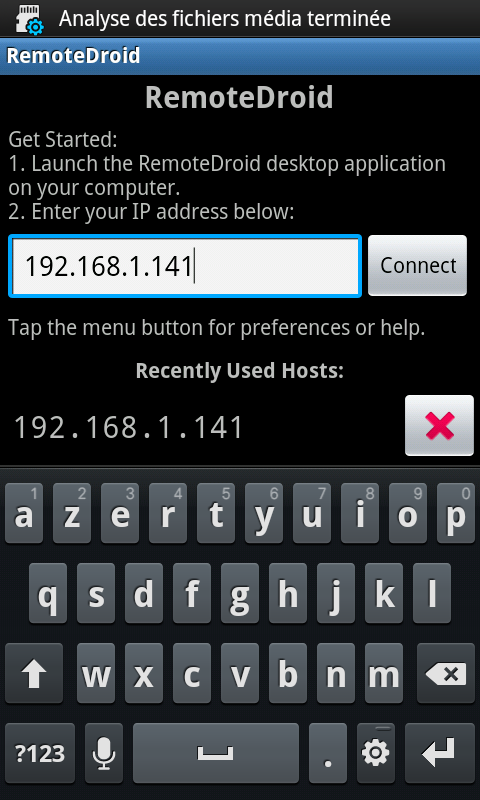 Analyse des fichiers média terminée
RemoteDroid
RemoteDroid
Get Started:
1. Launch the RemoteDroid desktop application
on your computer.
2. Enter your IP address below:
192.168.1.141
Connect
Tap the menu button for preferences or help.
Recently Used Hosts:
192.168.1.141
1 2 3 4 5 6 7 8 9 0
a z e r t y u i o p
q s d f g h j k l
w x c v b n m
?123 .